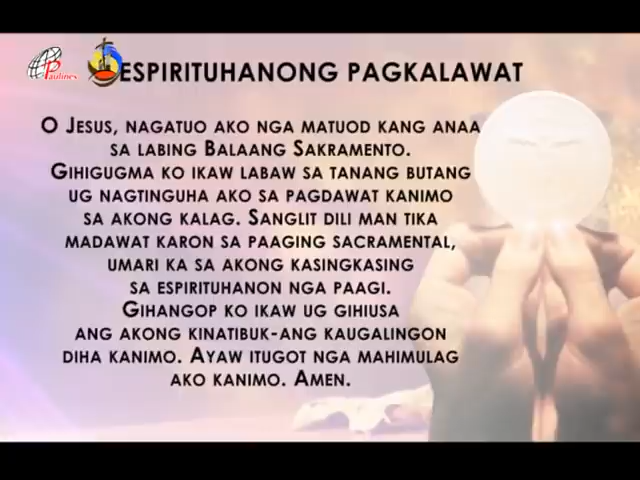 Paulines
ESPIRITUHANONG PAGKALAWAT
O JESUS, NAGATUO AKO NGA MATUOD KANG ANAA
SA LABING BALAANG SAKRAMENTO.
GIHIGUGMA KO IKAW LABAW SA TANANG BUTANG
UG NAGTINGUHA AKO SA PAGDAWAT KANIMO
SA AKONG KALAG. SANGLIT DILI MAN TIKA
MADAWAT KARON SA PAAGING SACRAMENTAL,
UMARI KA SA AKONG KASINGKASING
SA ESPIRITUHANON NGA PAAGI.
GIHANGOP KO IKAW UG GIHIUSA
ANG AKONG KINATIBUK-ANG KAUGALINGON
DIHA KANIMO. AYAW ITUGOT NGA MAHIMULAG
AKO KANIMO. AMEN.